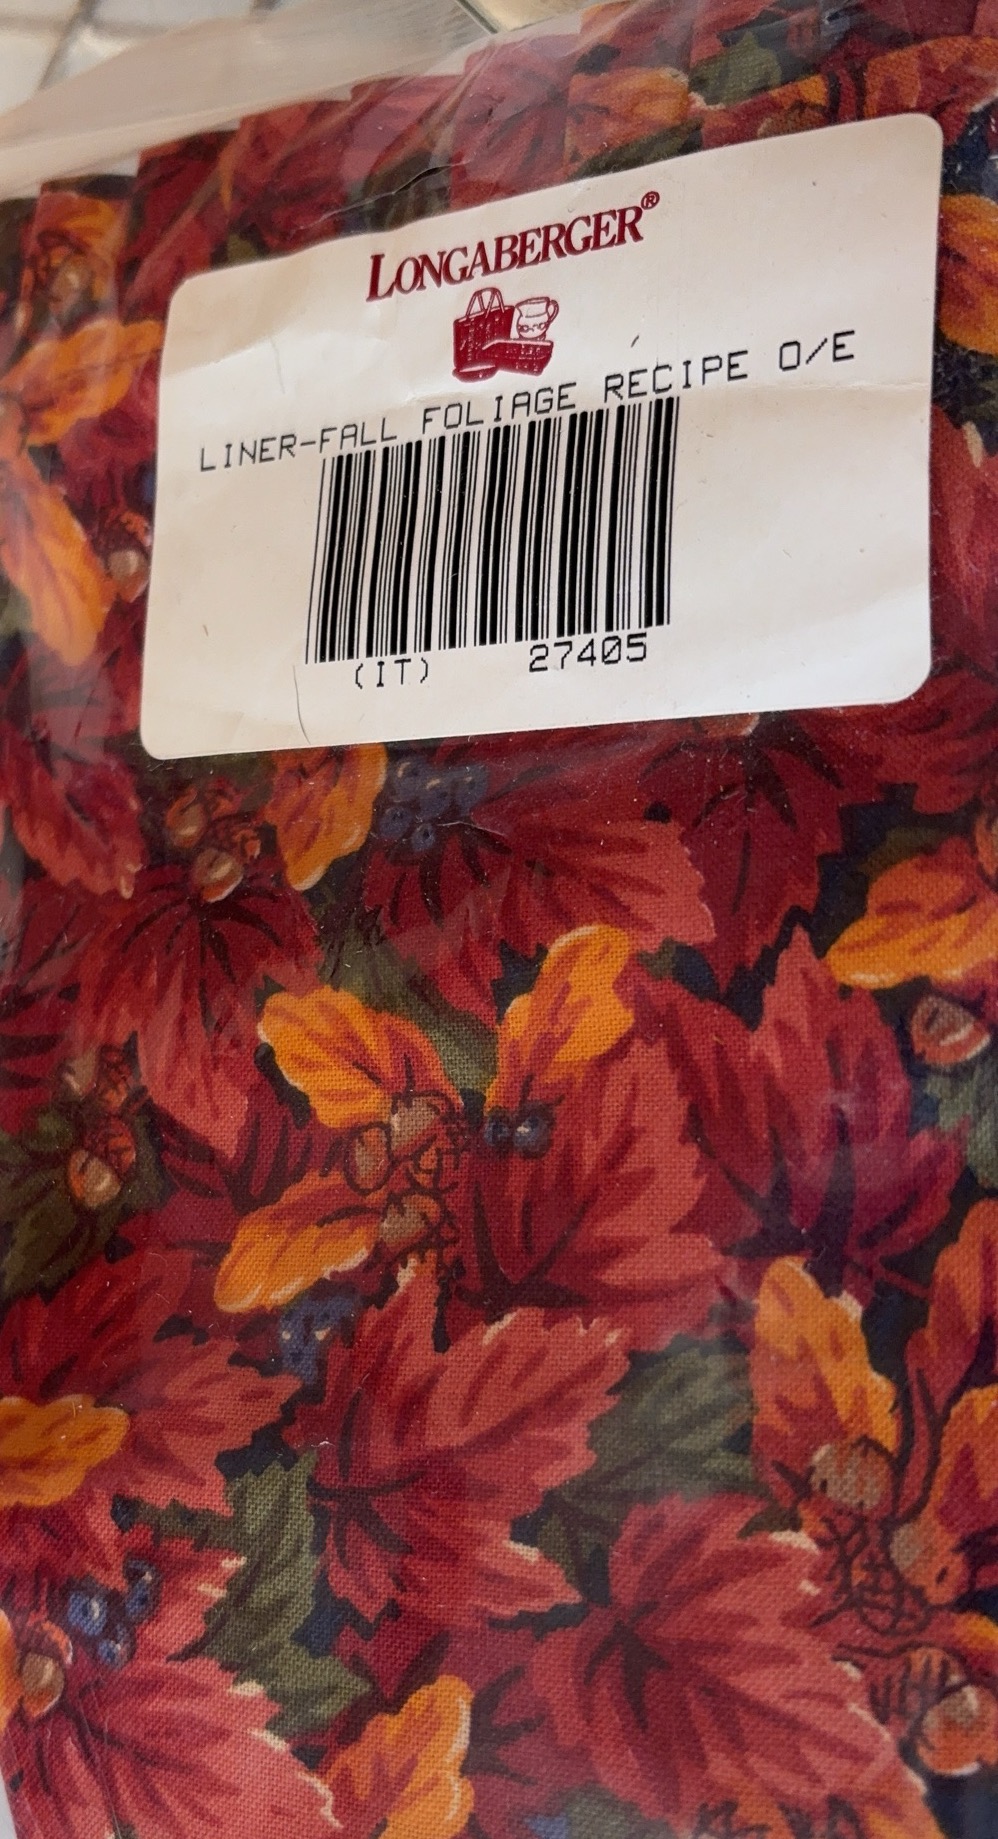 LONGABERGER®
LINER-FALL FOLIAGE RECIPE O/E
(IT) 27405